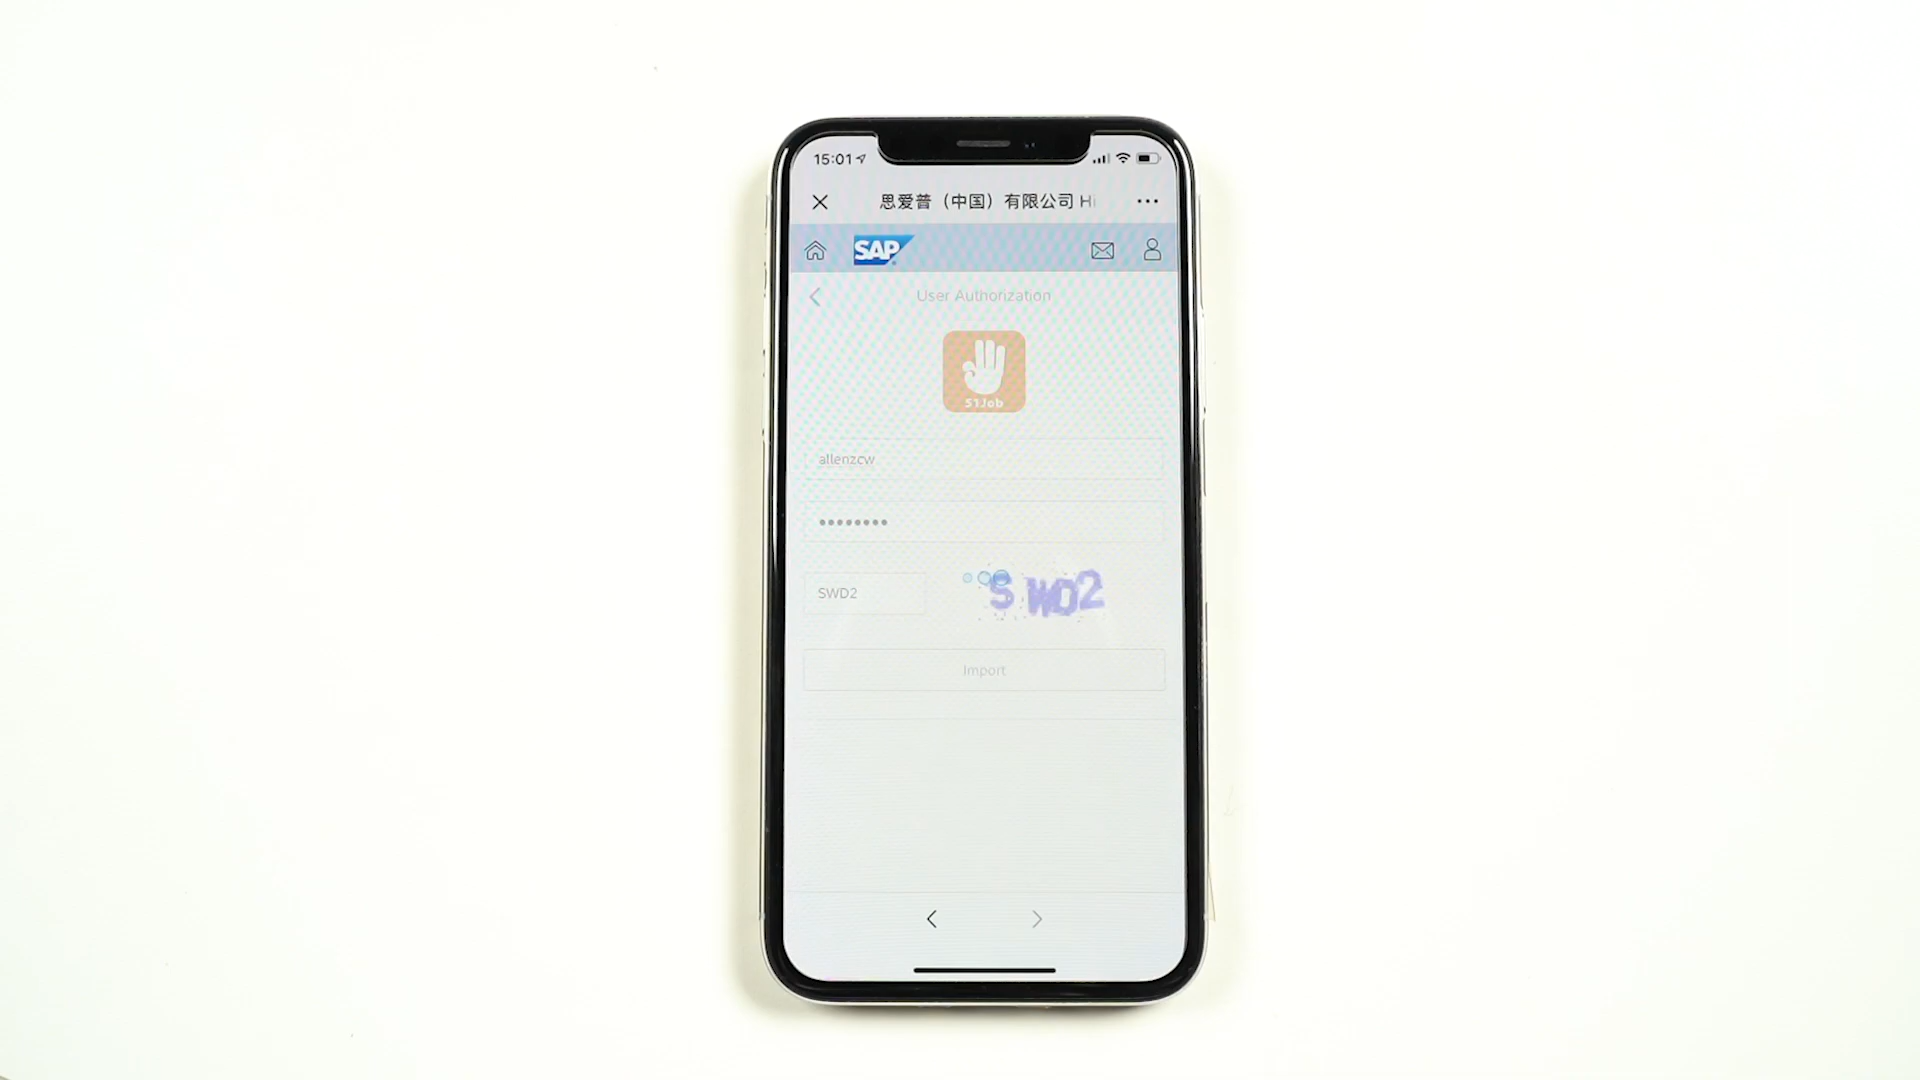 15:01
思爱普（中国）有限公司 Hi
SAP
User Authorization
51Job
allenzcw
••••••••
SWD2
S WD2
Import